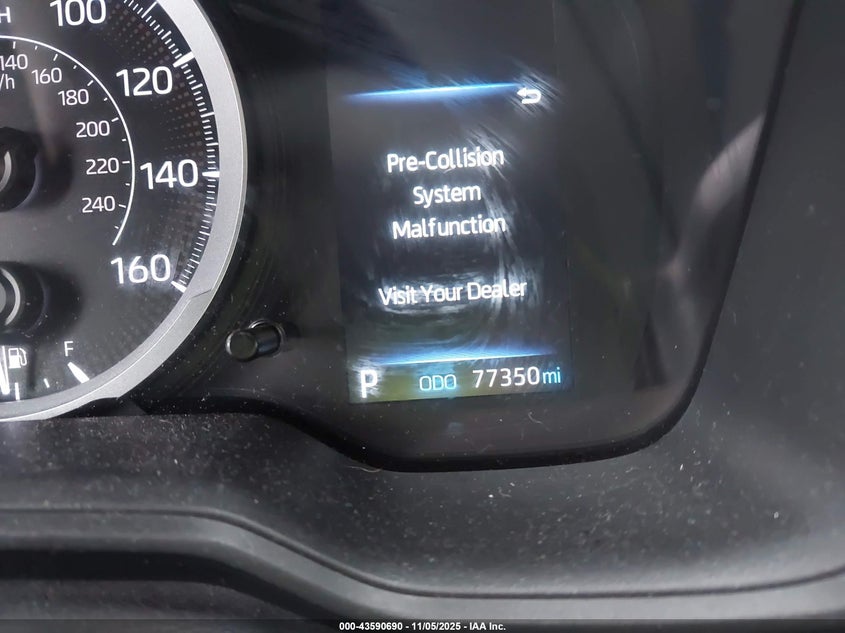 H
100
140
/h
160
120
180
200
220
140
240
160
F
Pre-Collision
System
Malfunction
Visit Your Dealer
P ODO 77350 mi
000-43590690 - 11/05/2025 - IAA Inc.